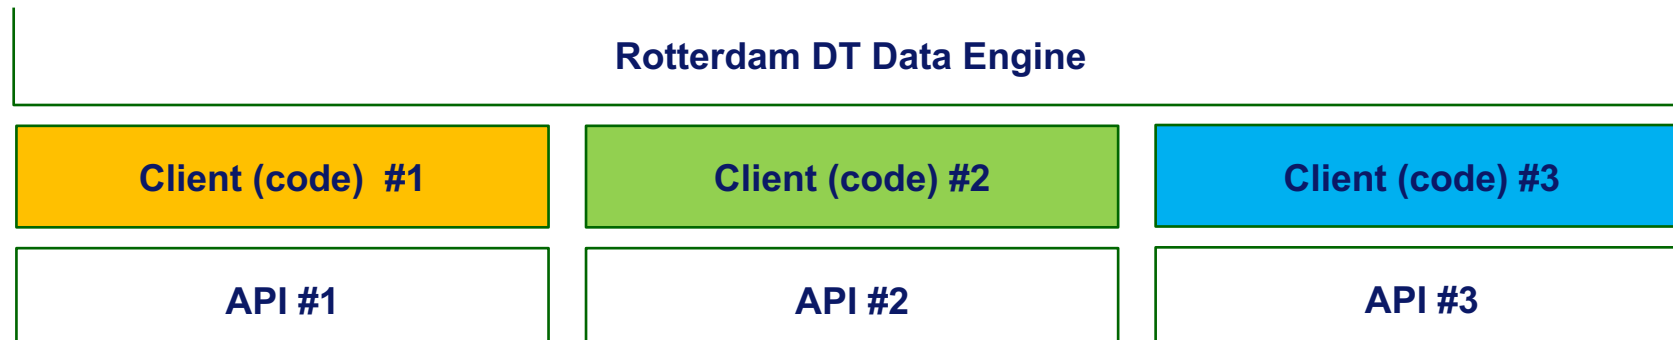 Rotterdam DT Data Engine
Client (code)  #1
Client (code) #2
Client (code) #3
API #1
API #2
API #3